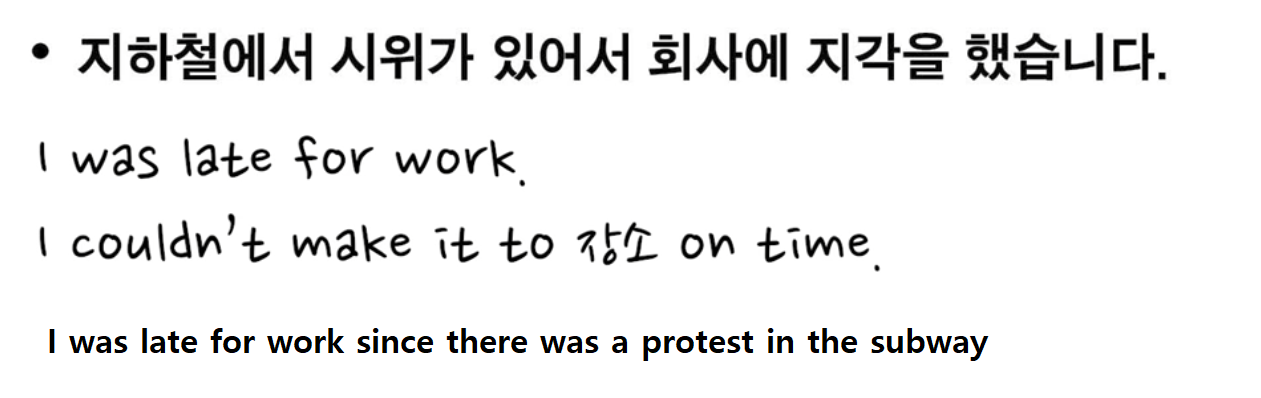 • 지하철에서 시위가 있어서 회사에 지각을 했습니다.
I was late for work.
I couldn't make it to 장소 on time.
I was late for work since there was a protest in the subway